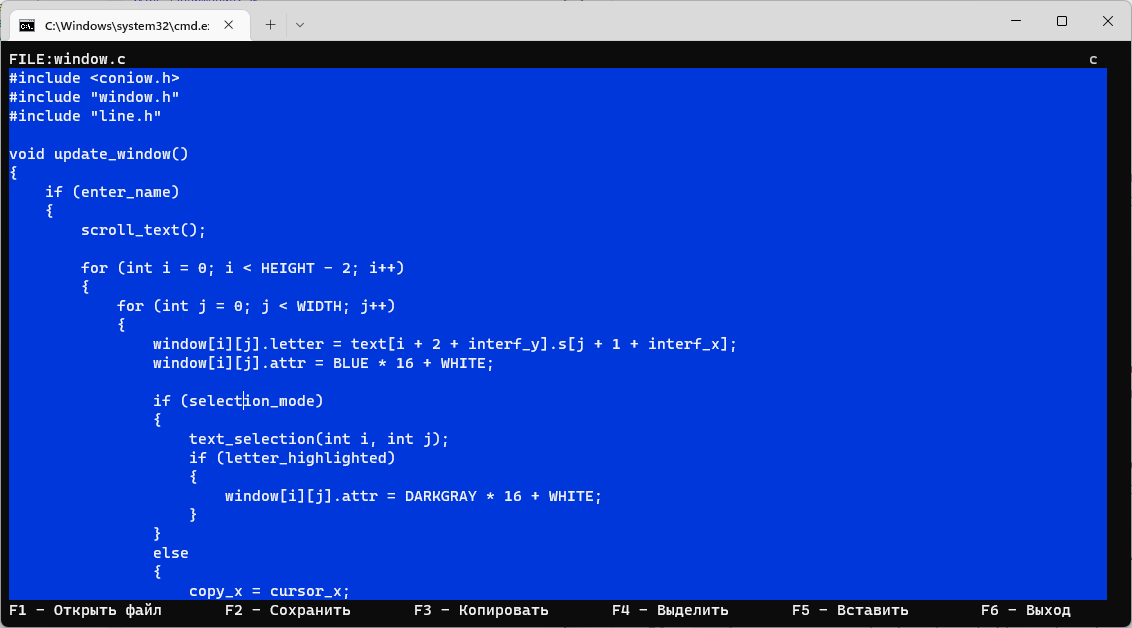 C:\Windows\system32\cmd.e:
FILE:window.c c
#include <coniow.h>
#include "window.h"
#include "line.h"
void update_window()
{
if (enter_name)
{
scroll_text();
for (int i = 0; i < HEIGHT - 2; i++)
{
for (int j = 0; j < WIDTH; j++)
{
window[i][j].letter = text[i + 2 + interf_y].s[j + 1 + interf_x];
window[i][j].attr = BLUE * 16 + WHITE;
if (selection_mode)
{
text_selection(int i, int j);
if (letter_highlighted)
{
window[i][j].attr = DARKGRAY * 16 + WHITE;
}
}
else
{
copy_x = cursor_x;
F1 - Открыть файл F2 - Сохранить F3 - Копировать F4 - Выделить F5 - Вставить F6 - Выход